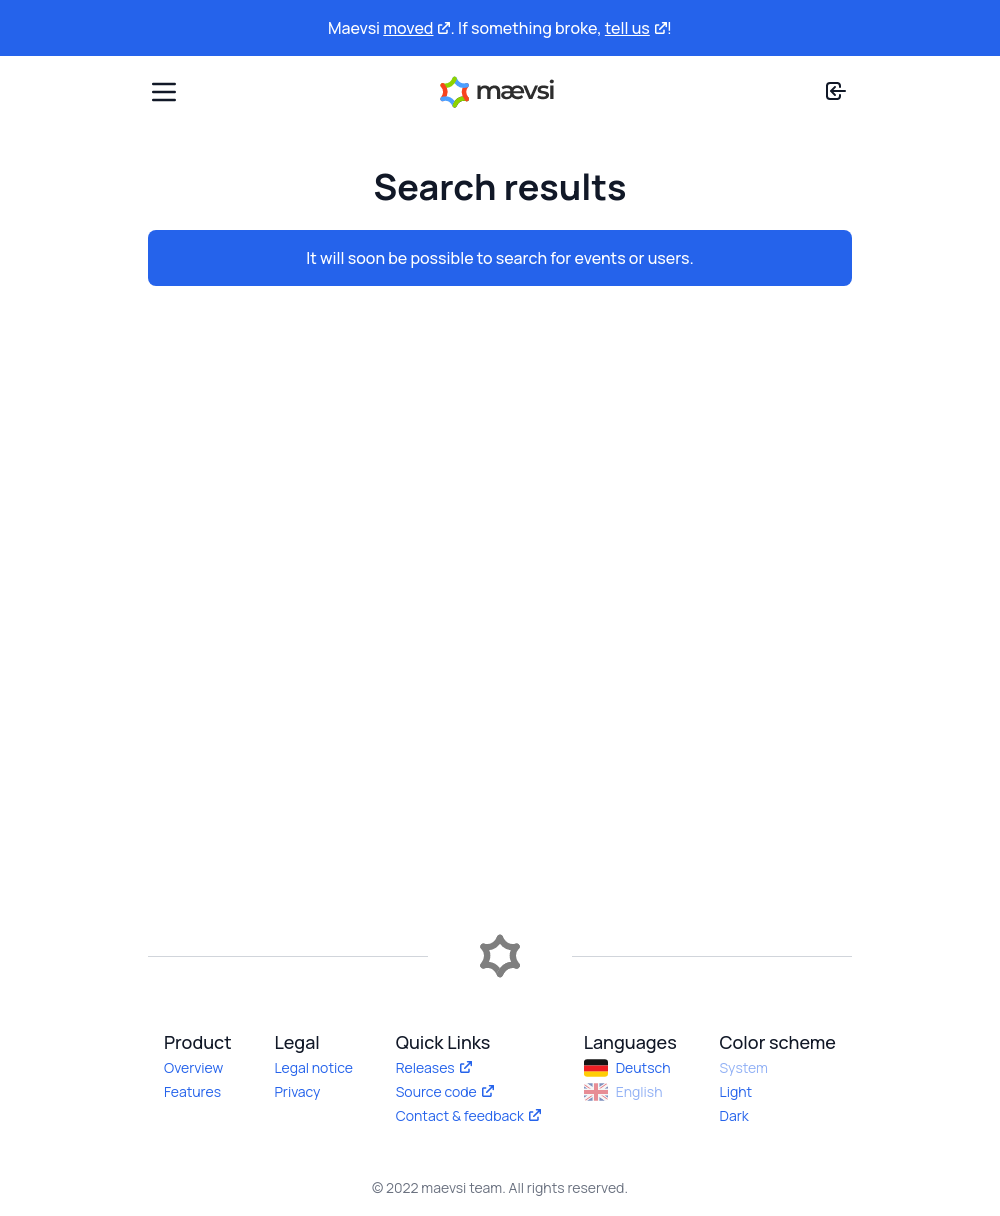 Maevsi moved. If something broke, tell us!
mævsi
Search results
It will soon be possible to search for events or users.
Product
Overview
Features
Legal
Legal notice
Privacy
Quick Links
Releases
Source code
Contact & feedback
Languages
Deutsch
English
Color scheme
System
Light
Dark
© 2022 maevsi team. All rights reserved.